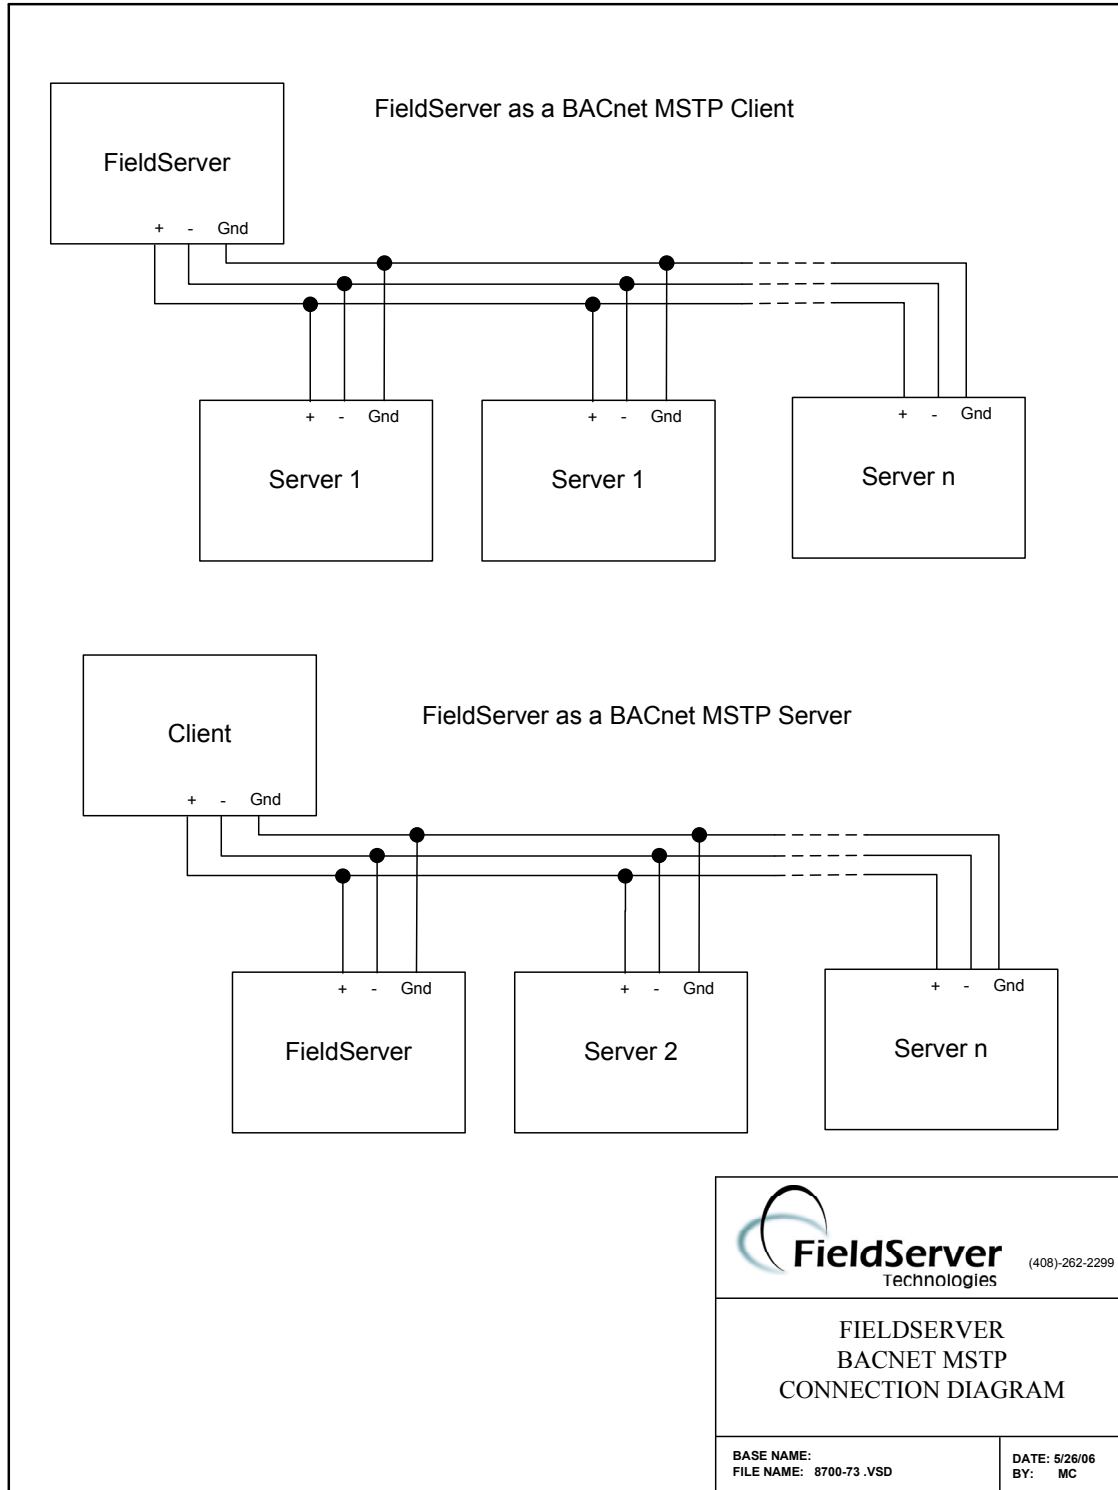 FieldServer as a BACnet MSTP Client
FieldServer
+ - Gnd
+ - Gnd
+ - Gnd
+ - Gnd
Server 1
Server 1
Server n
FieldServer as a BACnet MSTP Server
Client
+ - Gnd
+ - Gnd
+ - Gnd
+ - Gnd
FieldServer
Server 2
Server n
FieldServer
Technologies
(408)-262-2299
FIELDSERVER
BACNET MSTP
CONNECTION DIAGRAM
BASE NAME:
FILE NAME: 8700-73 .VSD
DATE: 5/26/06
BY: MC